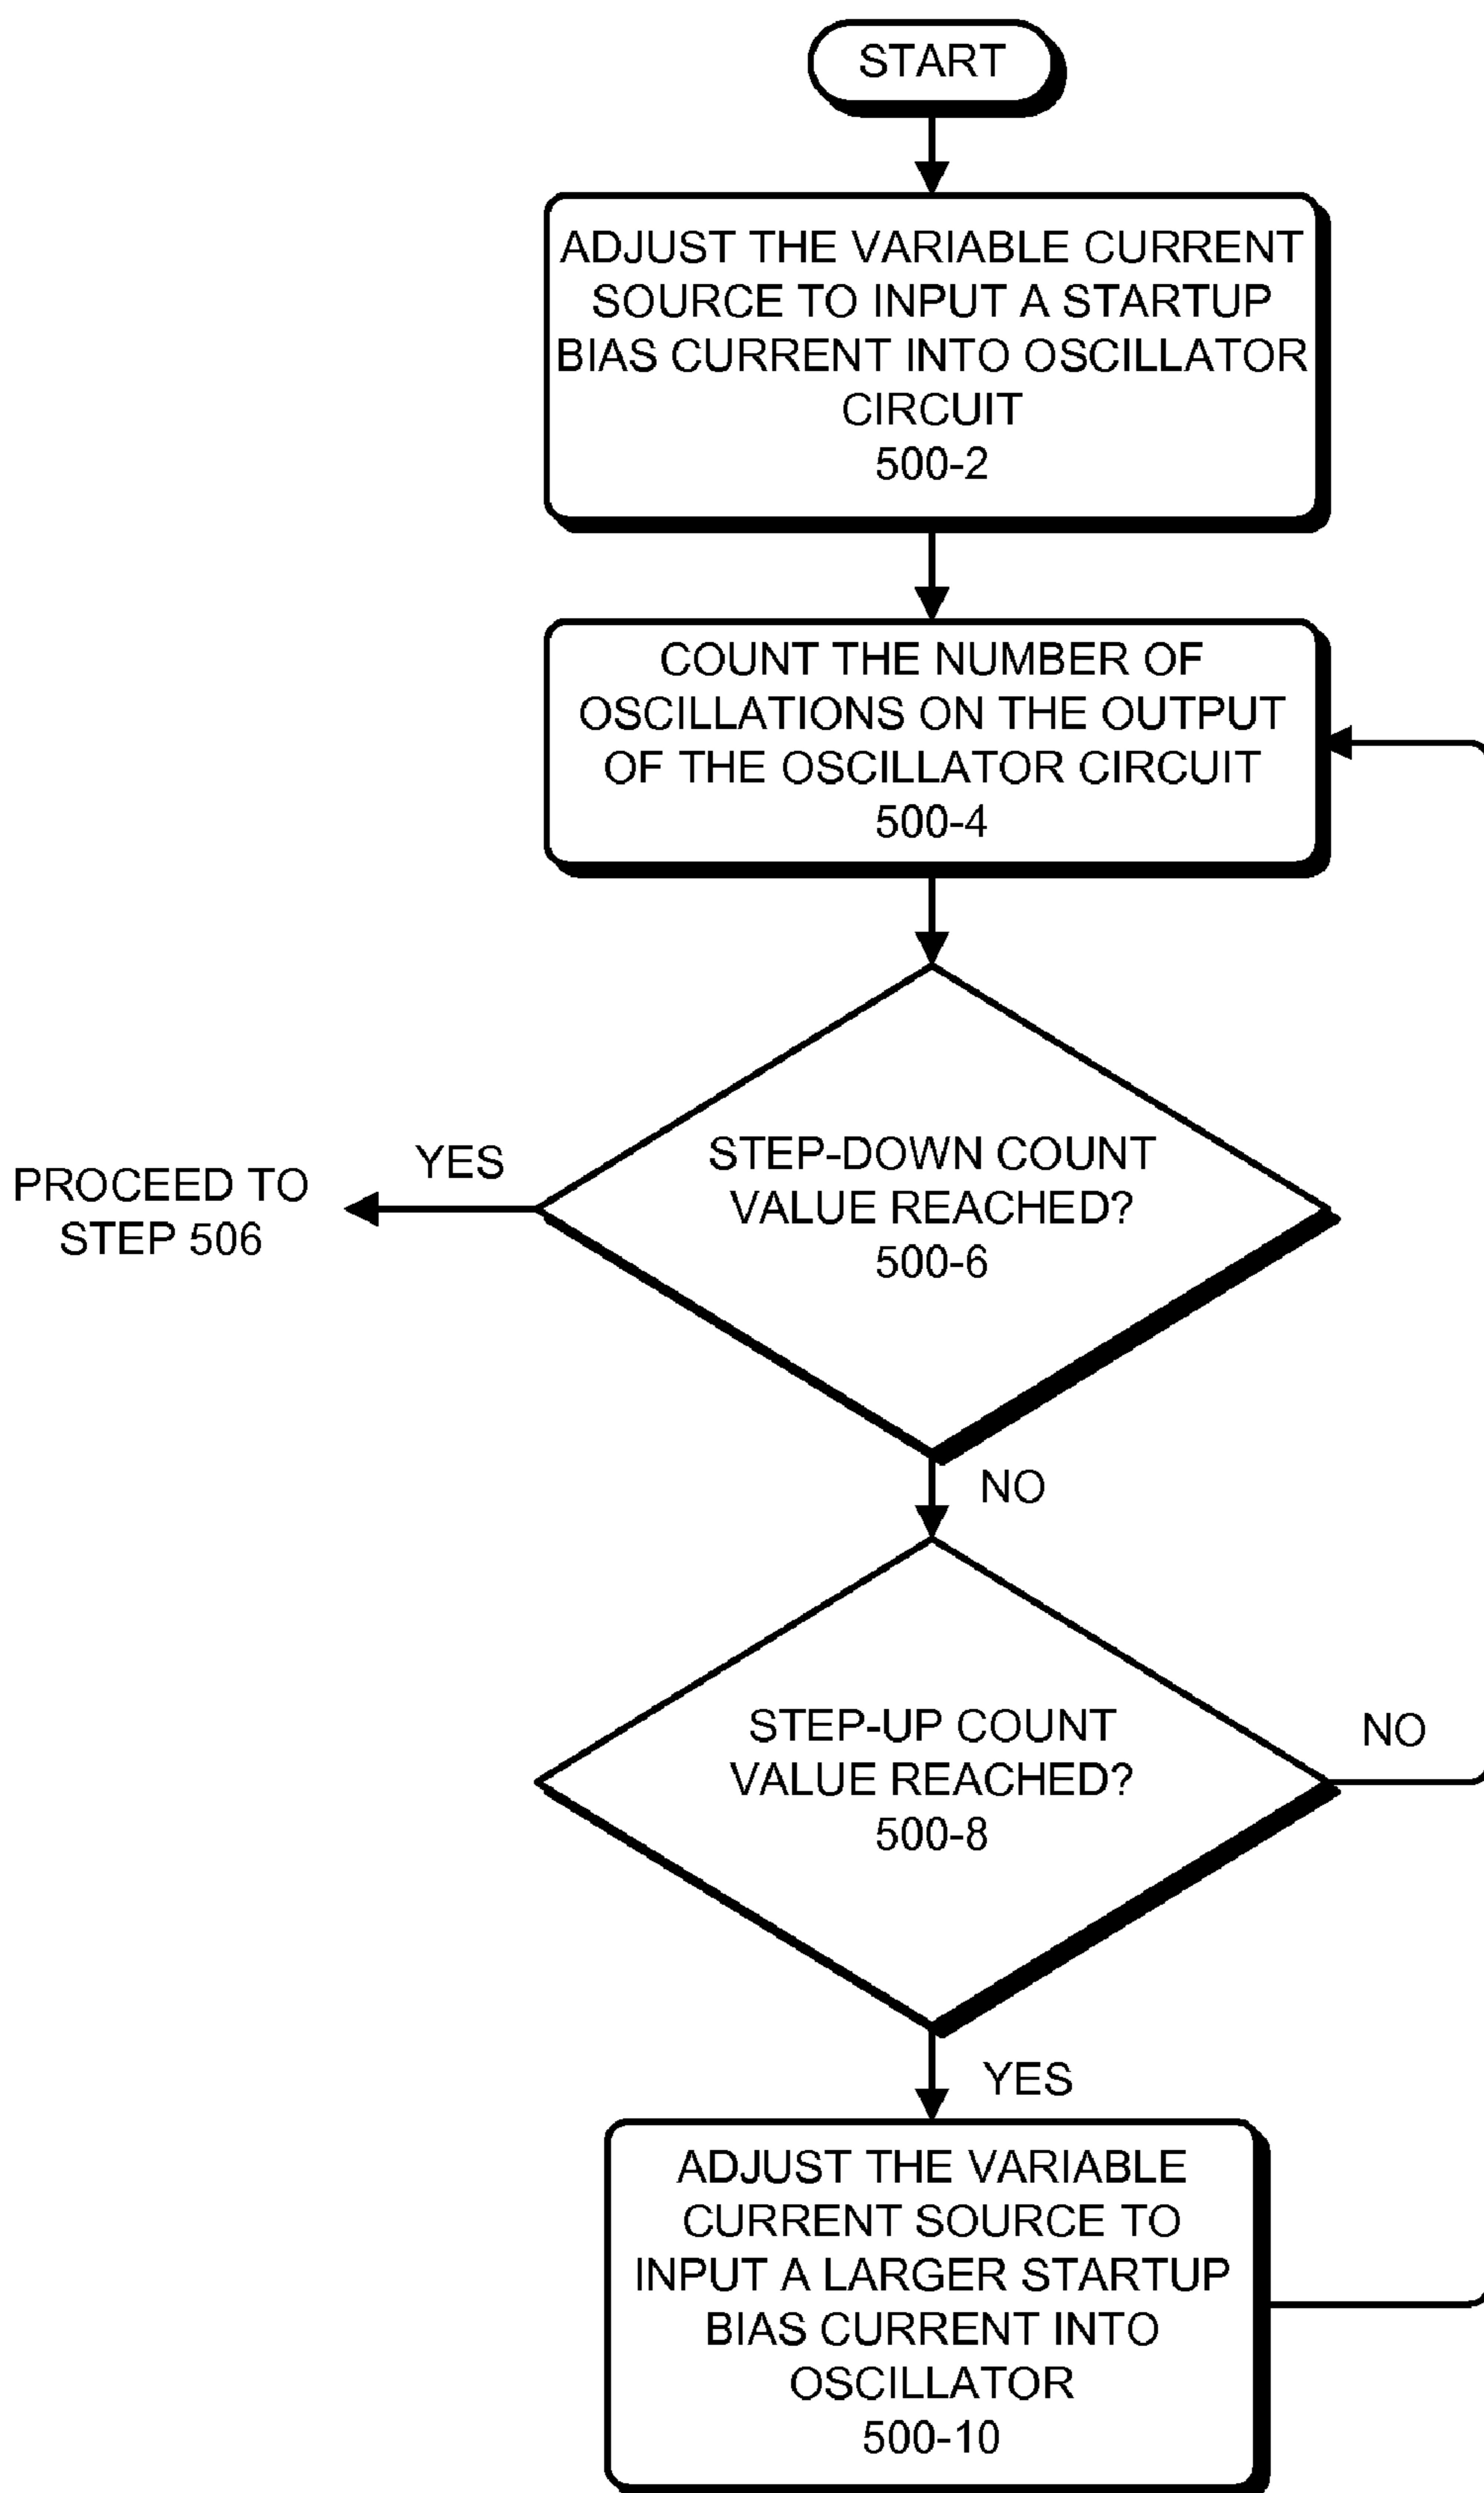 START
ADJUST THE VARIABLE CURRENT
SOURCE TO INPUT A STARTUP
BIAS CURRENT INTO OSCILLATOR
CIRCUIT
500-2
COUNT THE NUMBER OF
OSCILLATIONS ON THE OUTPUT
OF THE OSCILLATOR CIRCUIT
500-4
STEP-DOWN COUNT
VALUE REACHED?
500-6
YES
PROCEED TO
STEP 506
NO
STEP-UP COUNT
VALUE REACHED?
500-8
NO
YES
ADJUST THE VARIABLE
CURRENT SOURCE TO
INPUT A LARGER STARTUP
BIAS CURRENT INTO
OSCILLATOR
500-10